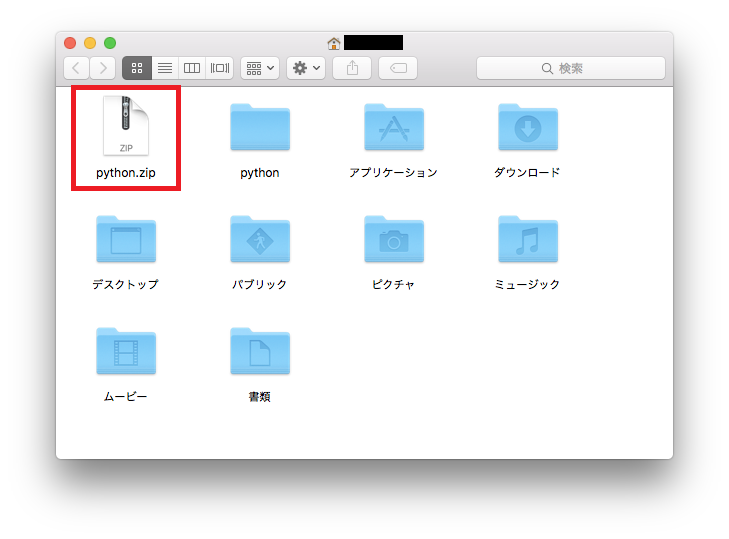 検索
ZIP
python.zip
python
アプリケーション
ダウンロード
デスクトップ
パブリック
ピクチャ
ミュージック
ムービー
書類